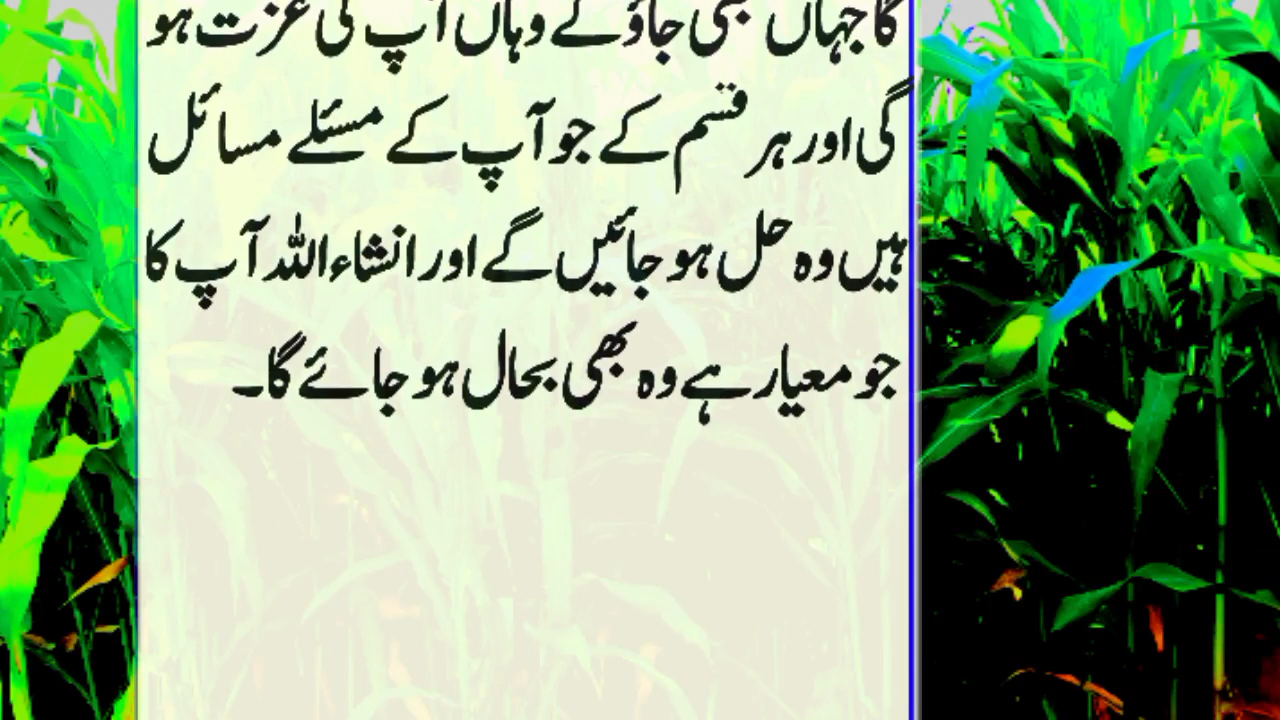 گا جہاں بھی جاؤ گے وہاں آپ کی عزت ہو
گی اور ہر قسم کے جو آپ کے مسئلے مسائل
ہیں وہ حل ہو جائیں گے اور انشاءاللہ آپ کا
جو معیار ہے وہ بھی بحال ہو جائے گا۔